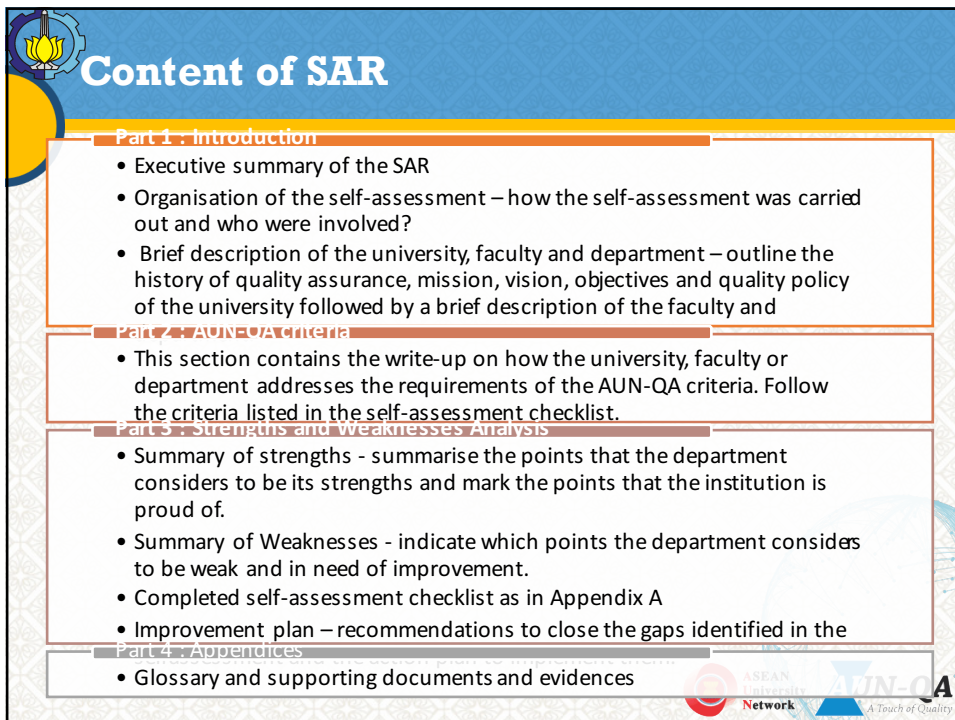 Content of SAR
Part 1 : Introduction
• Executive summary of the SAR
• Organisation of the self-assessment – how the self-assessment was carried
out and who were involved?
• Brief description of the university, faculty and department – outline the
history of quality assurance, mission, vision, objectives and quality policy
of the university followed by a brief description of the faculty and
Part 2 : AUN-QA criteria
• This section contains the write-up on how the university, faculty or
department addresses the requirements of the AUN-QA criteria. Follow
the criteria listed in the self-assessment checklist.
Part 3 : Strengths and Weaknesses Analysis
• Summary of strengths - summarise the points that the department
considers to be its strengths and mark the points that the institution is
proud of.
• Summary of Weaknesses - indicate which points the department considers
to be weak and in need of improvement.
• Completed self-assessment checklist as in Appendix A
• Improvement plan – recommendations to close the gaps identified in the
self-assessment and the action plan to implement them.
Part 4 : Appendices
• Glossary and supporting documents and evidences
ASEAN
University
Network
AUN-QA
A Touch of Quality